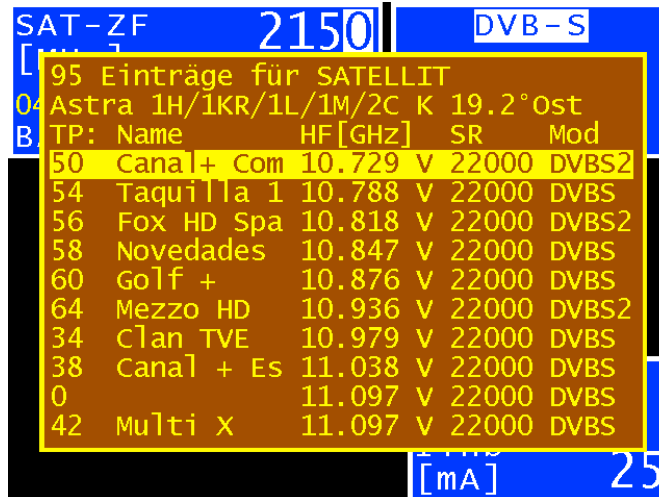 SAT-ZF 2150 DVB-S
95 Einträge für SATELLIT
04 Astra 1H/1KR/1L/1M/2C K 19.2°Ost
TP: Name HF[GHz] SR Mod
50 Canal+ Com 10.729 V 22000 DVBS2
54 Taquilla 1 10.788 V 22000 DVBS
56 Fox HD Spa 10.818 V 22000 DVBS2
58 Novedades 10.847 V 22000 DVBS
60 Golf + 10.876 V 22000 DVBS
64 Mezzo HD 10.936 V 22000 DVBS2
34 Clan TVE 10.979 V 22000 DVBS
38 Canal + Es 11.038 V 22000 DVBS
0 11.097 V 22000 DVBS
42 Multi X 11.097 V 22000 DVBS
[mA] 25